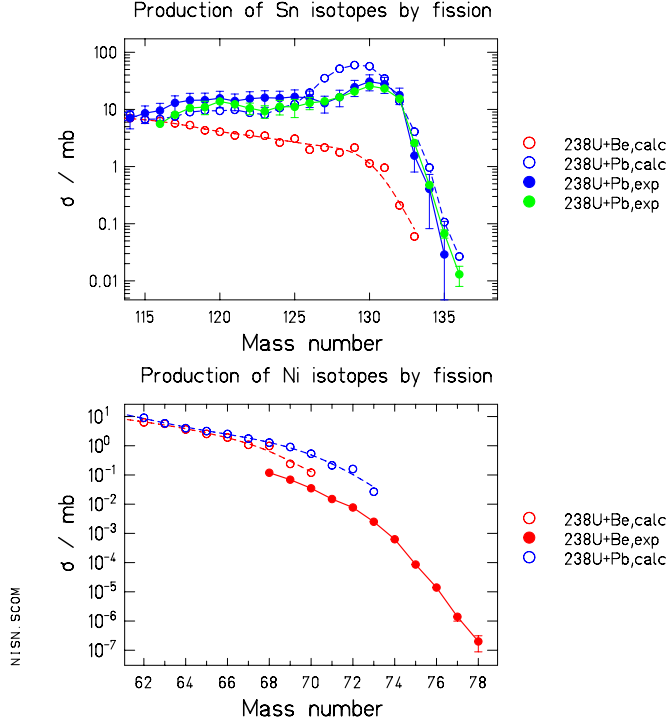 Production of Sn isotopes by fission
100
10
1
0.1
0.01
σ / mb
115
120
125
130
135
Mass number
238U+Be,calc
238U+Pb,calc
238U+Pb,exp
238U+Pb,exp
Production of Ni isotopes by fission
10¹
10⁰
10⁻¹
10⁻²
10⁻³
10⁻⁴
10⁻⁵
10⁻⁶
10⁻⁷
σ / mb
62
64
66
68
70
72
74
76
78
Mass number
238U+Be,calc
238U+Be,exp
238U+Pb,calc
NISN.SCOM